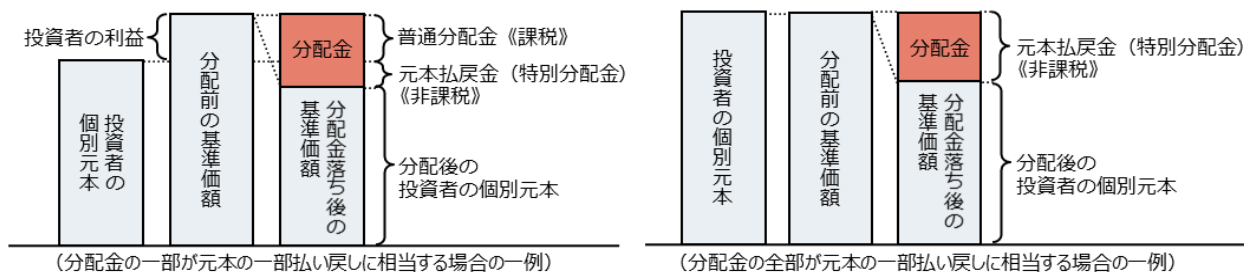 投資者の利益
投資者の
個別元本
分配前の基準価額
分配金
分配金落ち後の
基準価額
普通分配金《課税》
元本払戻金（特別分配金）
《非課税》
分配後の
投資者の個別元本
（分配金の一部が元本の一部払い戻しに相当する場合の一例）
投資者の個別元本
分配前の基準価額
分配金
分配金落ち後の
基準価額
元本払戻金（特別分配金）
《非課税》
分配後の
投資者の個別元本
（分配金の全部が元本の一部払い戻しに相当する場合の一例）